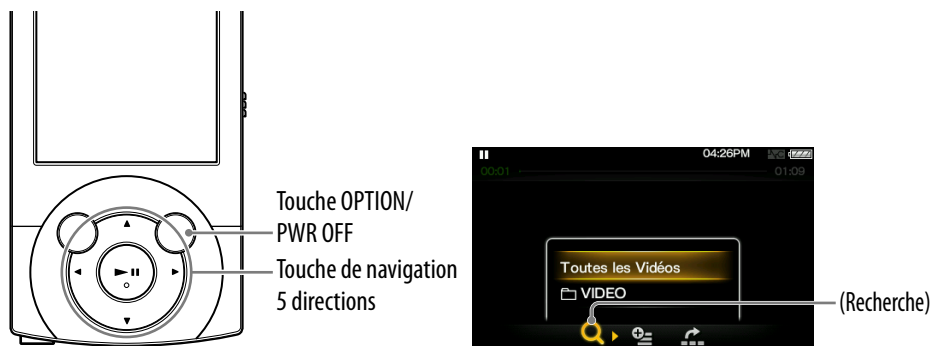 Touche OPTION/
PWR OFF
Touche de navigation
5 directions
04:26PM
00:01
01:09
Toutes les Vidéos
VIDEO
(Recherche)